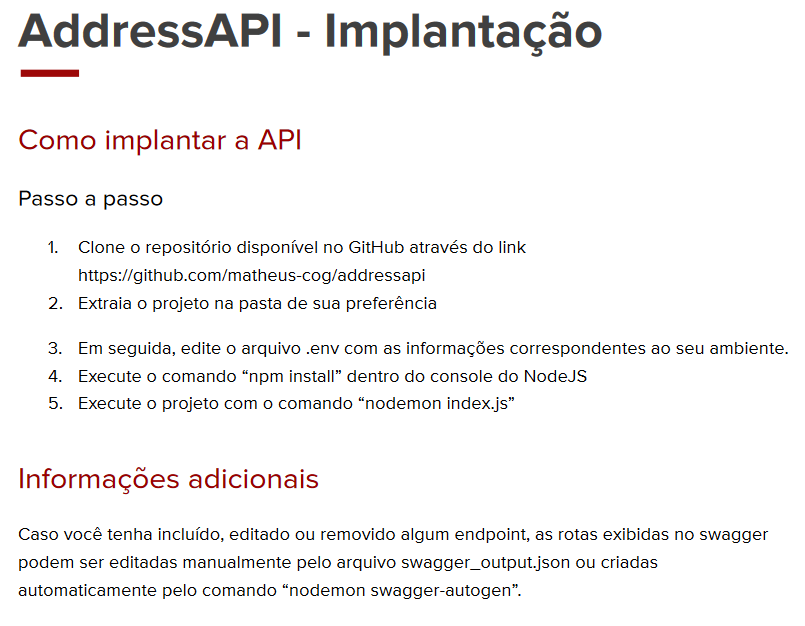 AddressAPI - Implantação
Como implantar a API
Passo a passo
1. Clone o repositório disponível no GitHub através do link
https://github.com/matheus-cog/addressapi
2. Extraia o projeto na pasta de sua preferência
3. Em seguida, edite o arquivo .env com as informações correspondentes ao seu ambiente.
4. Execute o comando “npm install” dentro do console do NodeJS
5. Execute o projeto com o comando “nodemon index.js”
Informações adicionais
Caso você tenha incluído, editado ou removido algum endpoint, as rotas exibidas no swagger
podem ser editadas manualmente pelo arquivo swagger_output.json ou criadas
automaticamente pelo comando “nodemon swagger-autogen”.